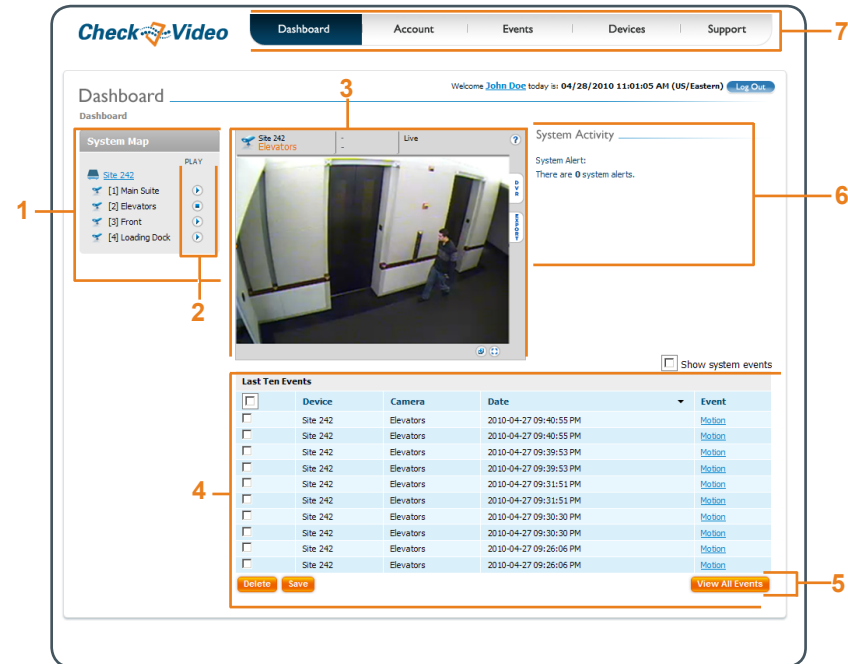 Check Video
Dashboard Account Events Devices Support
7
Dashboard
Welcome John Doe today is: 04/28/2010 11:01:05 AM (US/Eastern) Log Out
Dashboard
3
System Map
PLAY
Site 242
[1] Main Suite
[2] Elevators
[3] Front
[4] Loading Dock
1
2
Site 242 - Live ?
Elevators -
DVR
EXPORT
System Activity
System Alert:
There are 0 system alerts.
6
Show system events
Last Ten Events
Device Camera Date Event
Site 242 Elevators 2010-04-27 09:40:55 PM Motion
Site 242 Elevators 2010-04-27 09:40:55 PM Motion
Site 242 Elevators 2010-04-27 09:39:53 PM Motion
Site 242 Elevators 2010-04-27 09:39:53 PM Motion
Site 242 Elevators 2010-04-27 09:31:51 PM Motion
Site 242 Elevators 2010-04-27 09:31:51 PM Motion
Site 242 Elevators 2010-04-27 09:30:30 PM Motion
Site 242 Elevators 2010-04-27 09:30:30 PM Motion
Site 242 Elevators 2010-04-27 09:26:06 PM Motion
Site 242 Elevators 2010-04-27 09:26:06 PM Motion
4
Delete Save View All Events
5